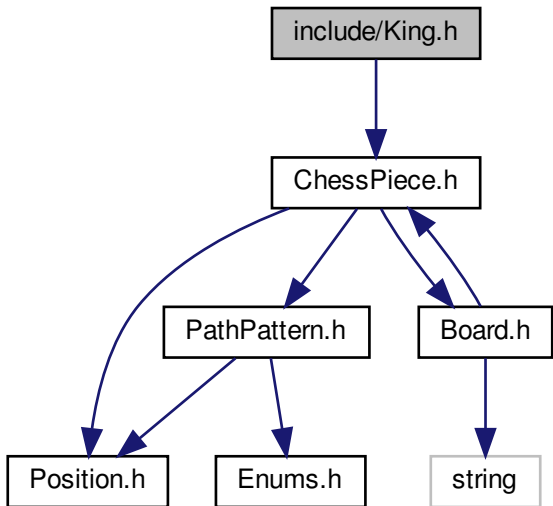 include/King.h
ChessPiece.h
PathPattern.h
Board.h
Position.h
Enums.h
string